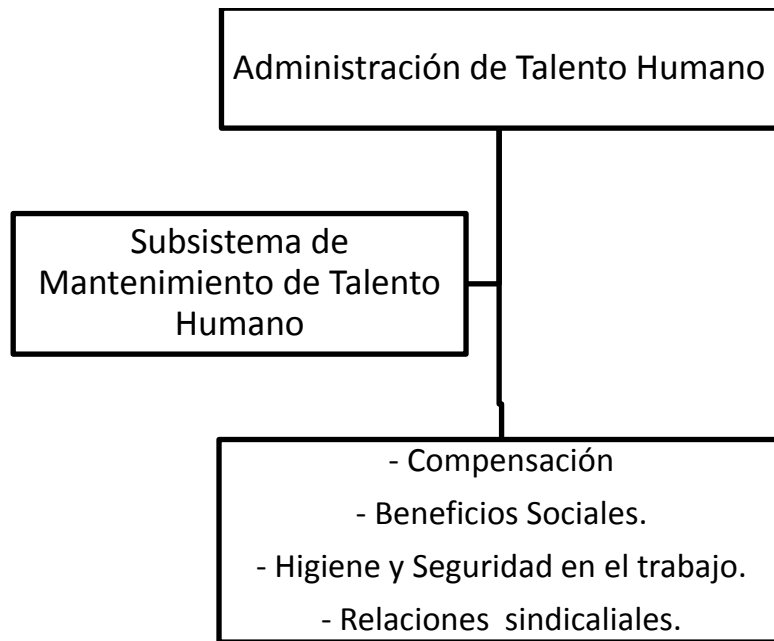 Administración de Talento Humano
Subsistema de
Mantenimiento de Talento
Humano
- Compensación
- Beneficios Sociales.
- Higiene y Seguridad en el trabajo.
- Relaciones sindicaliales.